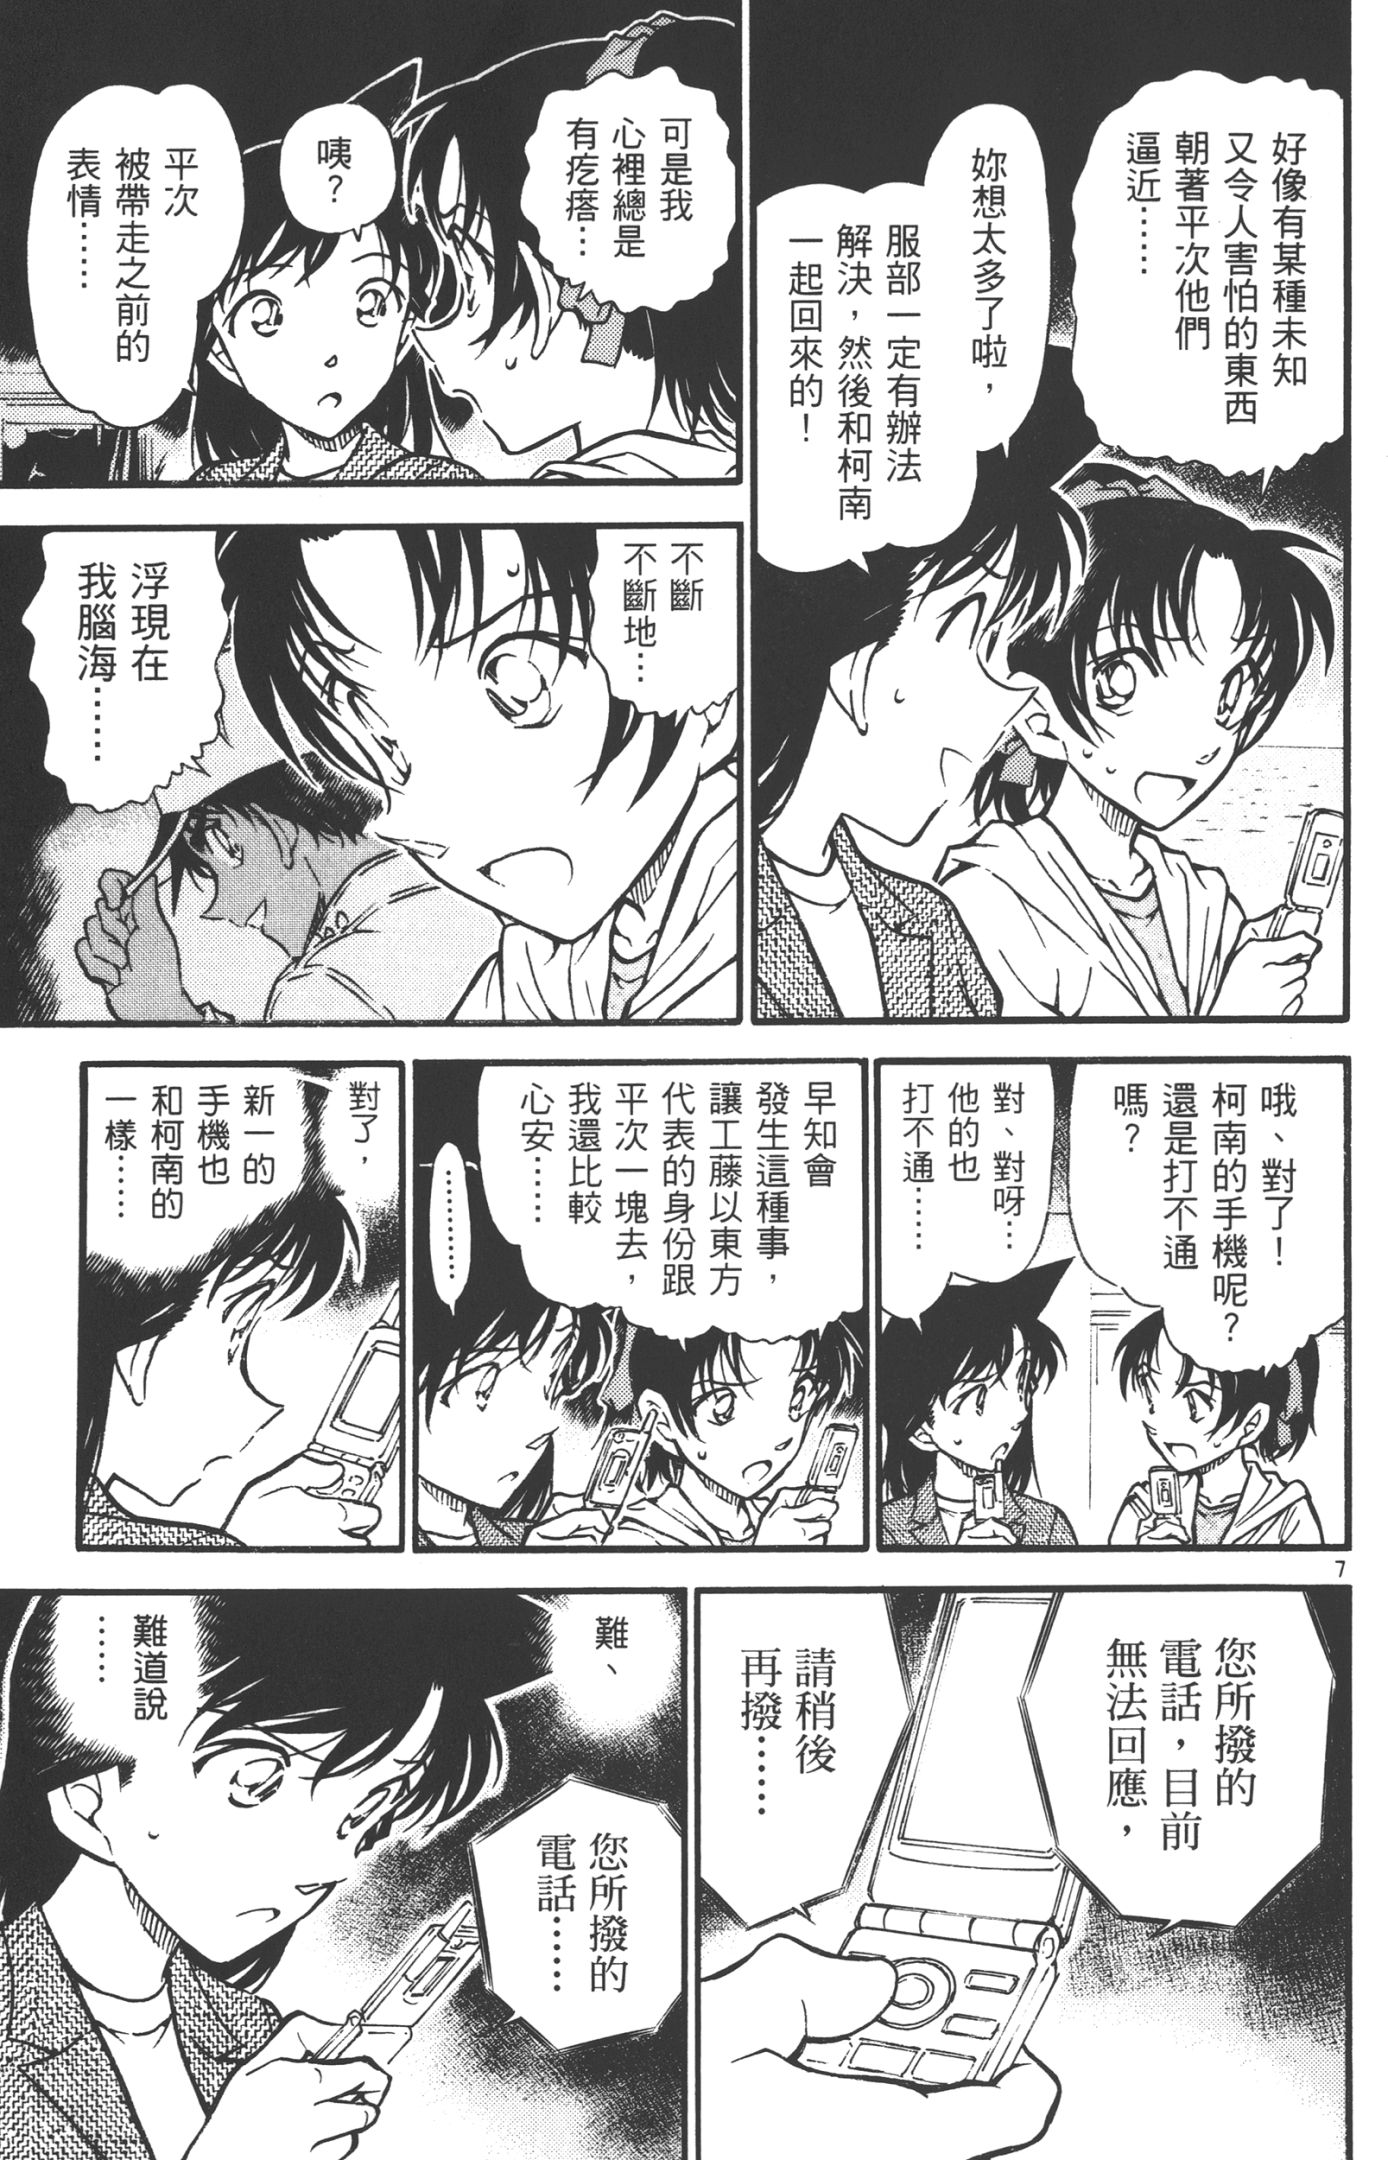 好像有某種未知
又令人害怕的東西
朝著平次他們
逼近……
妳想太多了啦，
服部一定有辦法
解決，然後和柯南
一起回來的！
可是我
心裡總是
有疙瘩…
咦？
平次
被帶走之前的
表情……
不斷
不斷地…
浮現在
我腦海……
哦、對了！
柯南的手機呢？
還是打不通
嗎？
對、對呀…
他的也
打不通……
早知會
發生這種事，
讓工藤以東方
代表的身份跟
平次一塊去，
我還比較
心安……
………
對了，
新一的
手機也
和柯南的
一樣……
7
您所撥的
電話，目前
無法回應，
請稍後
再撥……
難、
難道說
……
您所撥的
電話……